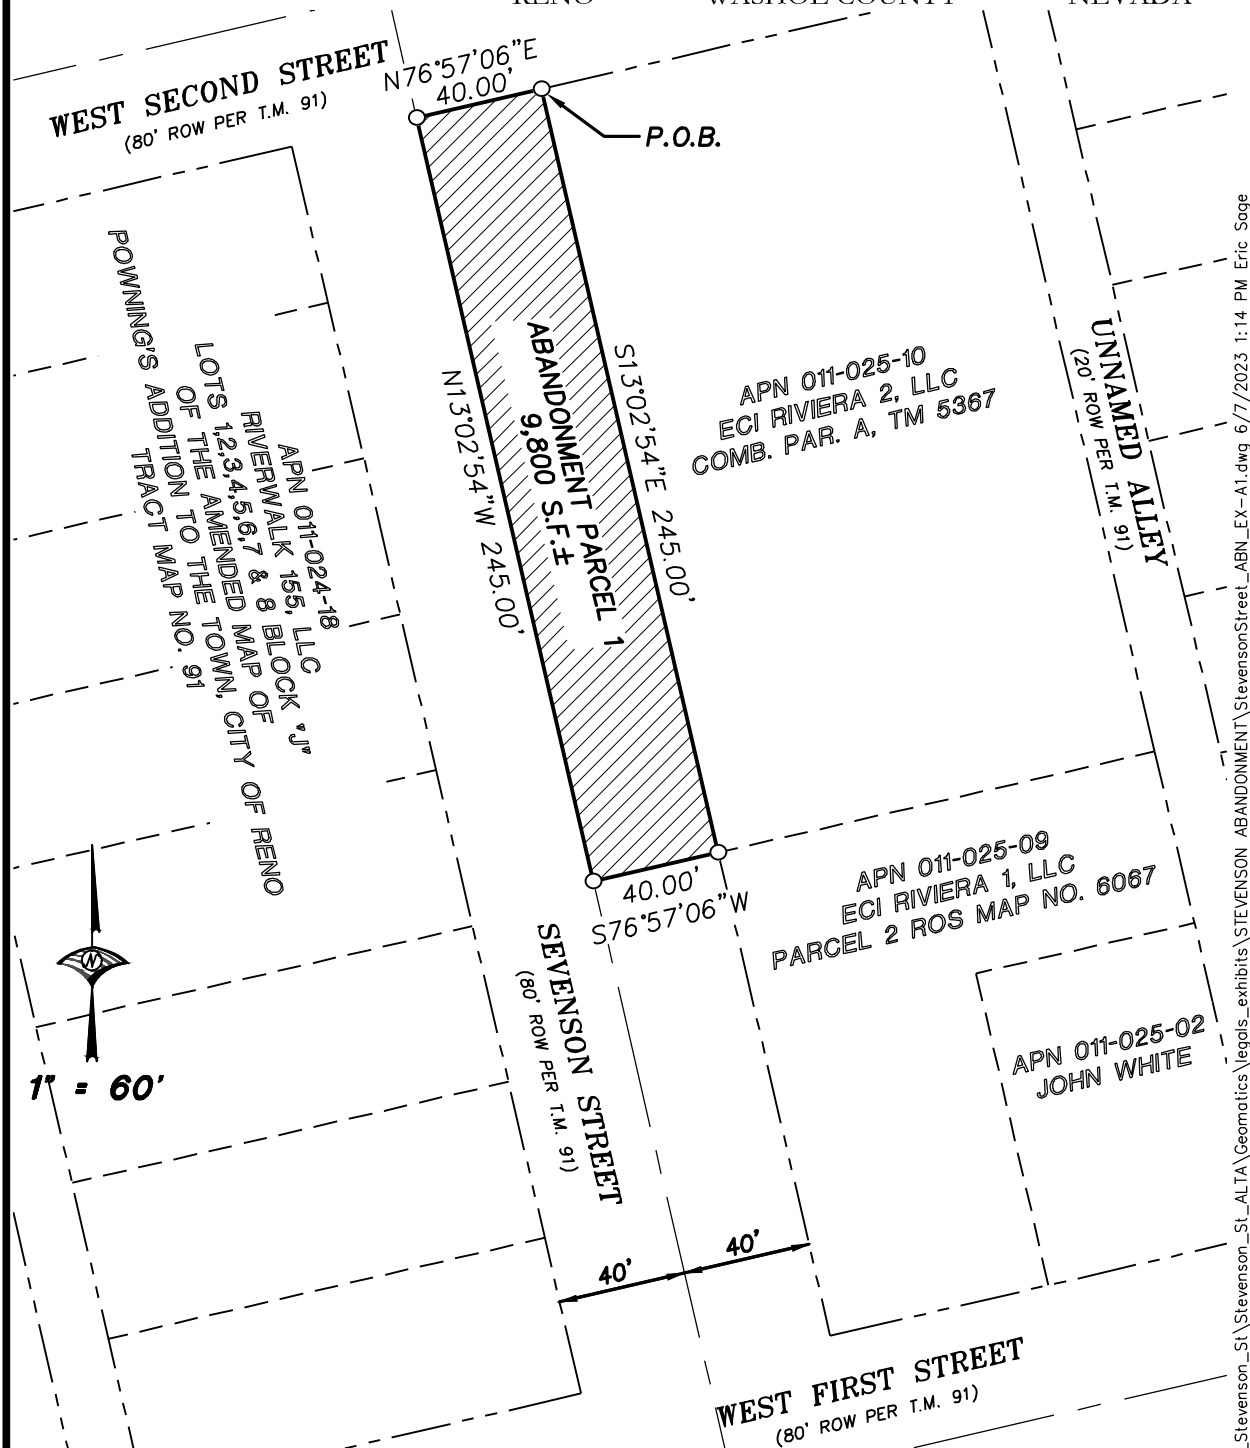 RENO WASHOE COUNTY NEVADA
WEST SECOND STREET
(80' ROW PER T.M. 91)
N76°57'06"E
40.00'
P.O.B.
POWNING'S ADDITION TO THE TOWN, CITY OF RENO
APN 011-024-18
RIVERWALK 155, LLC
LOTS 1,2,3,4,5,6,7 & 8 BLOCK "J"
OF THE AMENDED MAP OF
TRACT MAP NO. 91
N13°02'54"W 245.00'
ABANDONMENT PARCEL 1
9,800 S.F.±
S13°02'54"E 245.00'
APN 011-025-10
ECI RIVIERA 2, LLC
COMB. PAR. A, TM 5367
UNNAMED ALLEY
(20' ROW PER T.M. 91)
40.00'
S76°57'06"W
APN 011-025-09
ECI RIVIERA 1, LLC
PARCEL 2 ROS MAP NO. 6067
APN 011-025-02
JOHN WHITE
N
1" = 60'
SEVENSON STREET
(80' ROW PER T.M. 91)
40'
40'
WEST FIRST STREET
(80' ROW PER T.M. 91)
Stevenson_St\Stevenson_St_ALTA\Geomatics\legals_exhibits\STEVENSON ABANDONMENT\StevensonStreet_ABN_EX-A1.dwg 6/7/2023 1:14 PM Eric Sage